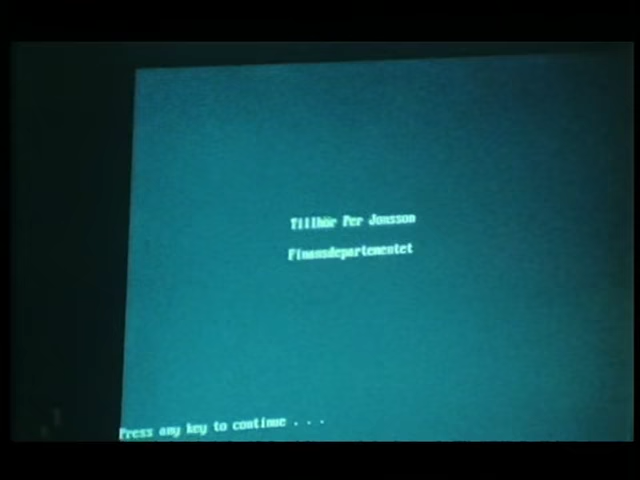 Tillhör Per Jonsson
Finansdepartementet
Press any key to continue . . .